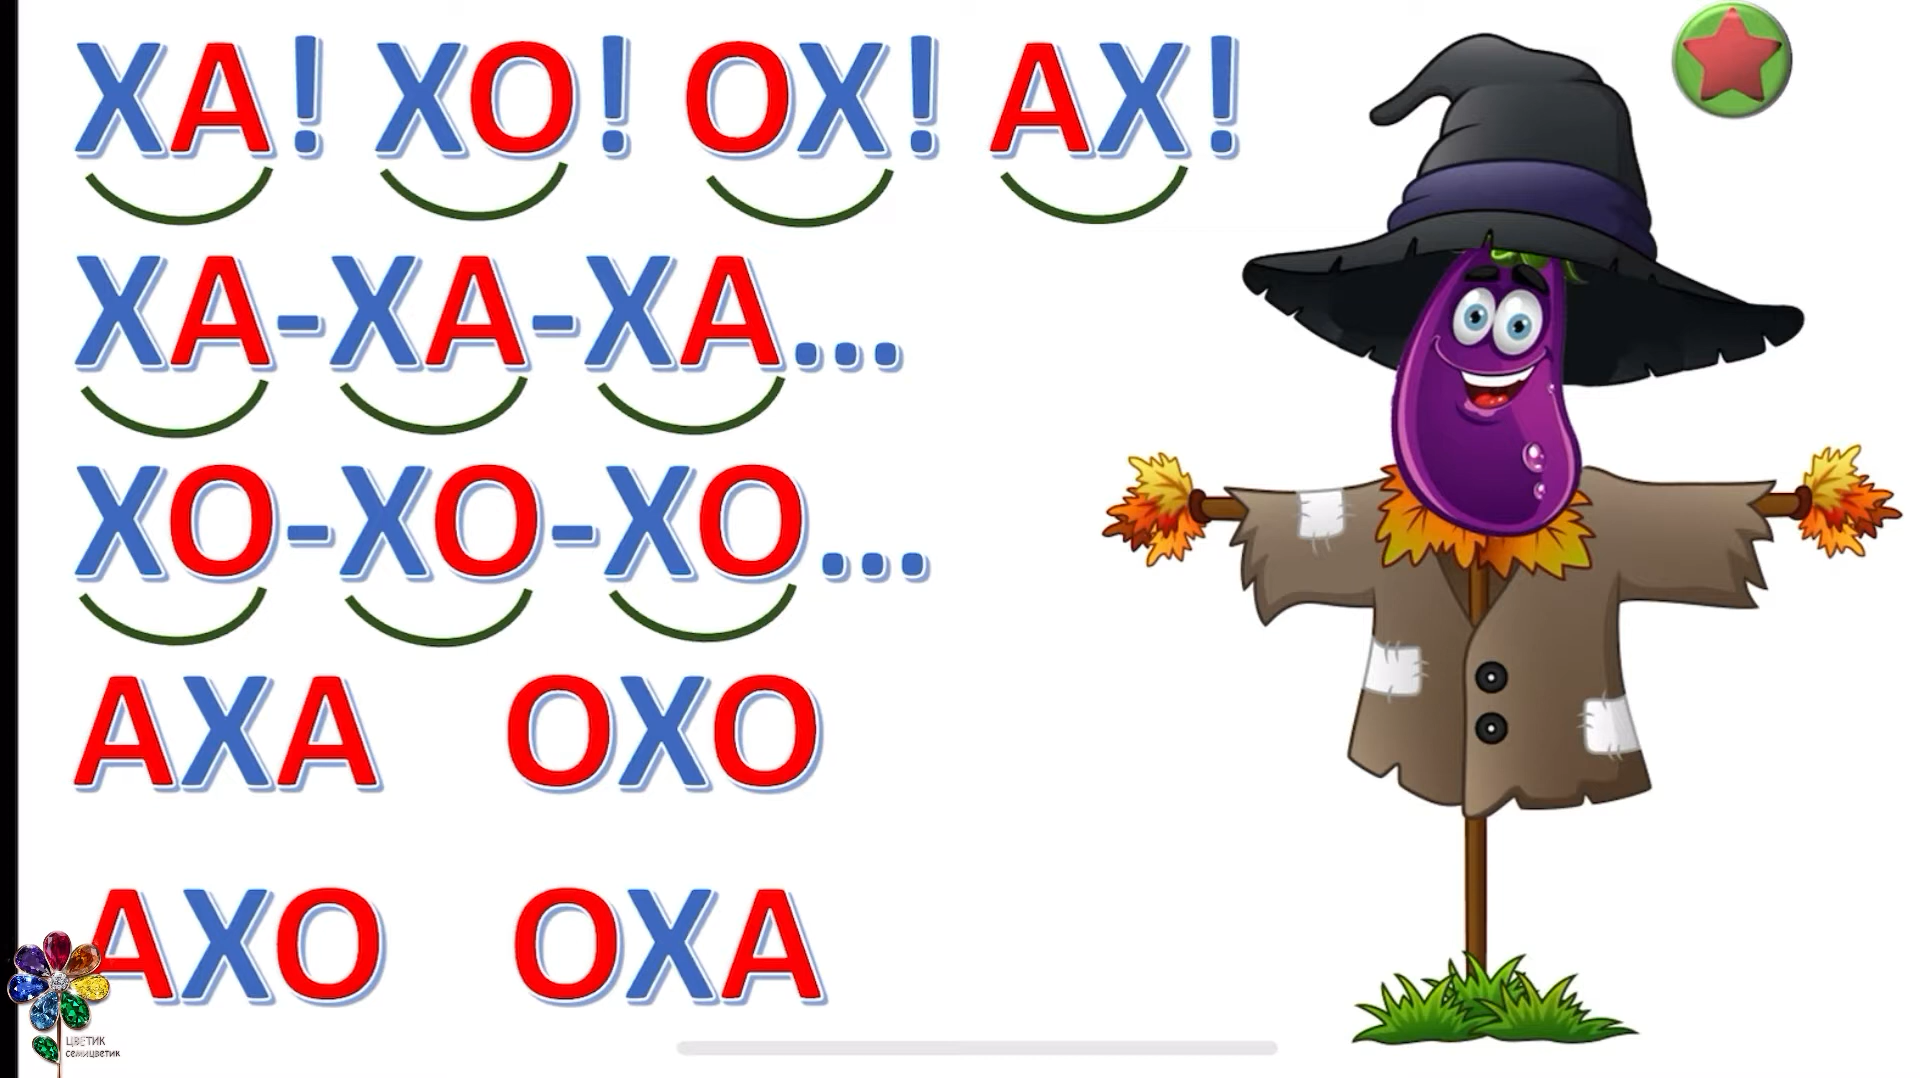 ХА! ХО! ОХ! АХ!
ХА-ХА-ХА...
ХО-ХО-ХО...
АХА ОХО
АХО ОХА
ЦВЕТИК
семицветик